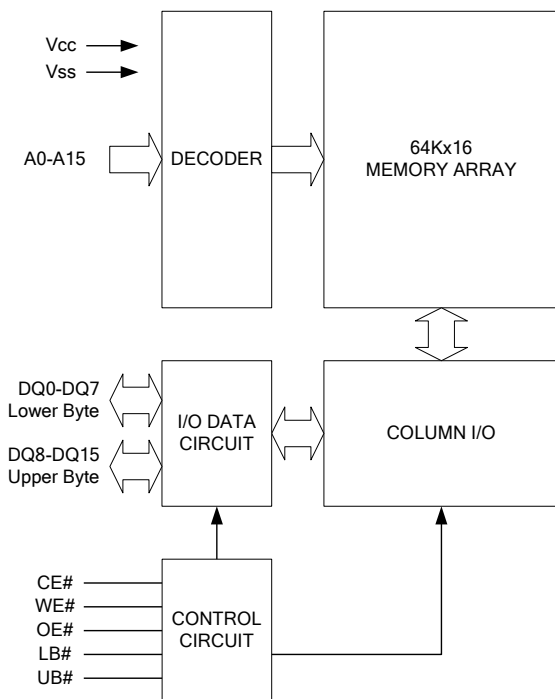 Vcc
Vss
A0-A15
DECODER
64Kx16
MEMORY ARRAY
DQ0-DQ7
Lower Byte
DQ8-DQ15
Upper Byte
I/O DATA
CIRCUIT
COLUMN I/O
CE#
WE#
OE#
LB#
UB#
CONTROL
CIRCUIT